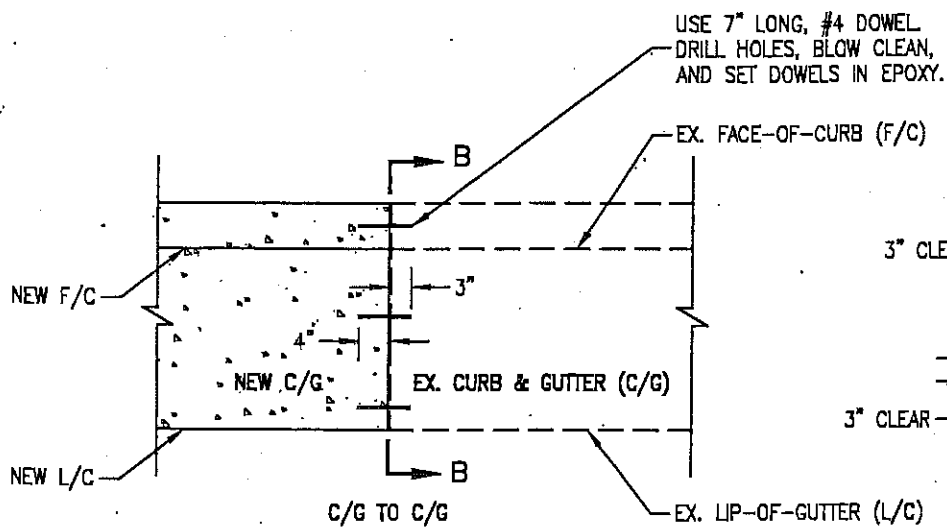 USE 7" LONG, #4 DOWEL
DRILL HOLES, BLOW CLEAN,
AND SET DOWELS IN EPOXY.
B
EX. FACE-OF-CURB (F/C)
3" CLE
NEW F/C
3"
4"
NEW C/G
EX. CURB & GUTTER (C/G)
3" CLEAR
NEW L/C
B
C/G TO C/G
EX. LIP-OF-GUTTER (L/C)